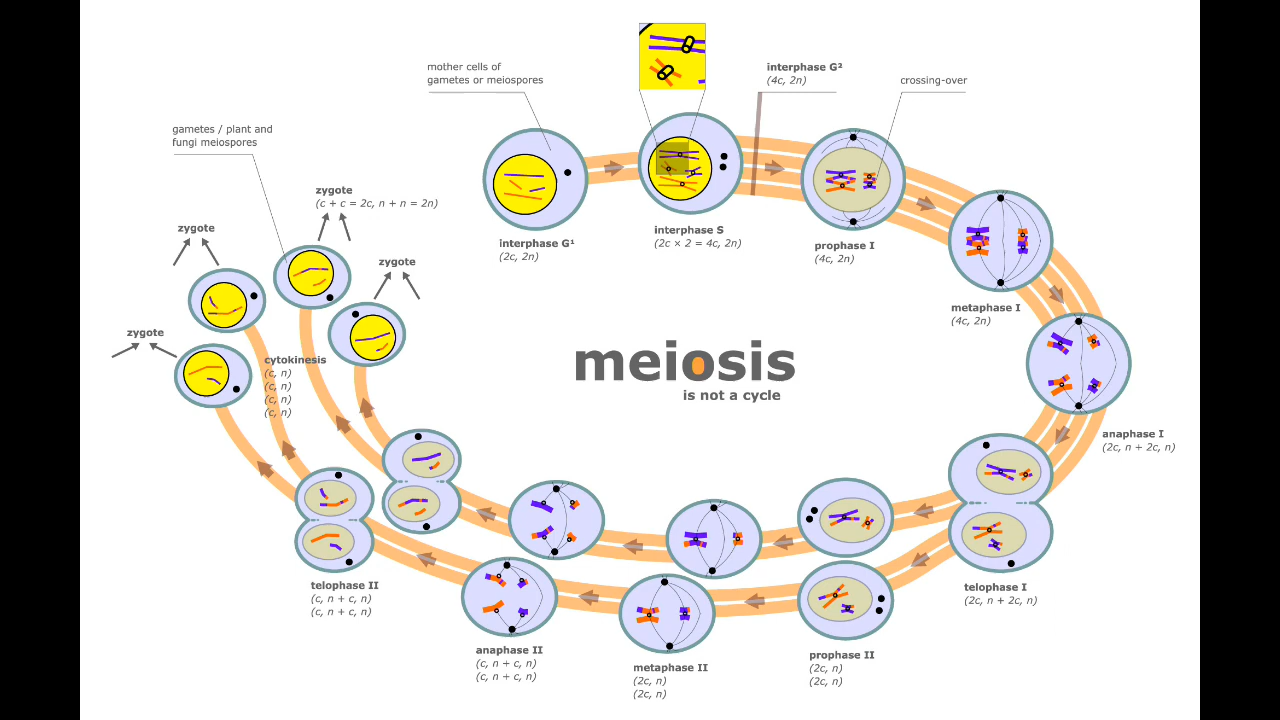 mother cells of
gametes or meiospores
interphase G²
(4c, 2n)
crossing-over
gametes / plant and
fungi meiospores
zygote
(c + c = 2c, n + n = 2n)
zygote
zygote
zygote
interphase G¹
(2c, 2n)
interphase S
(2c × 2 = 4c, 2n)
prophase I
(4c, 2n)
metaphase I
(4c, 2n)
anaphase I
(2c, n + 2c, n)
telophase I
(2c, n + 2c, n)
prophase II
(2c, n)
(2c, n)
metaphase II
(2c, n)
(2c, n)
anaphase II
(c, n + c, n)
(c, n + c, n)
telophase II
(c, n + c, n)
(c, n + c, n)
cytokinesis
(c, n)
(c, n)
(c, n)
(c, n)
meiosis
is not a cycle